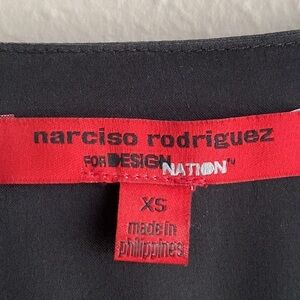 narciso rodriguez
FOR DESIGN NATION™
XS
made in
philippines